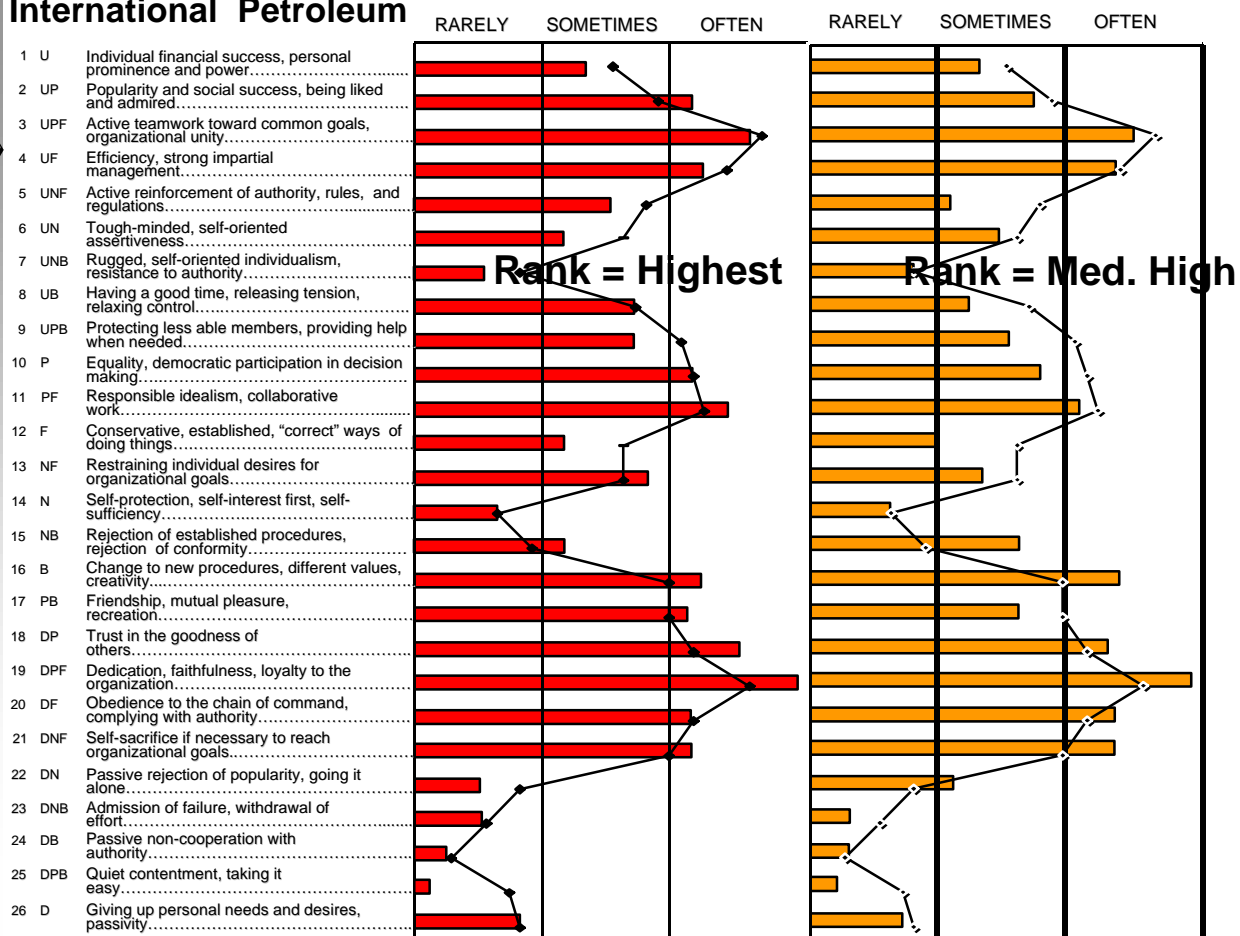 International Petroleum
RARELY SOMETIMES OFTEN RARELY SOMETIMES OFTEN
1 U Individual financial success, personal
prominence and power……………………….......
2 UP Popularity and social success, being liked
and admired…………………………………………
3 UPF Active teamwork toward common goals,
organizational unity…………………………………
4 UF Efficiency, strong impartial
management…………………………………………
5 UNF Active reinforcement of authority, rules, and
regulations…………………………..................
6 UN Tough-minded, self-oriented
assertiveness…………………………………………
7 UNB Rugged, self-oriented individualism,
resistance to authority………………………………
Rank = Highest Rank = Med. High
8 UB Having a good time, releasing tension,
relaxing control…..…………………………………
9 UPB Protecting less able members, providing help
when needed…………………………………………
10 P Equality, democratic participation in decision
making…………………………………………………
11 PF Responsible idealism, collaborative
work……………………………………………………
12 F Conservative, established, “correct” ways of
doing things…………………………………………
13 NF Restraining individual desires for
organizational goals…………………………………
14 N Self-protection, self-interest first, self-
sufficiency……………………………………………
15 NB Rejection of established procedures,
rejection of conformity………………………………
16 B Change to new procedures, different values,
creativity....……………………………………………
17 PB Friendship, mutual pleasure,
recreation………………………………………………
18 DP Trust in the goodness of
others……………………………………………………
19 DPF Dedication, faithfulness, loyalty to the
organization……………………………………………
20 DF Obedience to the chain of command,
complying with authority……………………………
21 DNF Self-sacrifice if necessary to reach
organizational goals…………………………………
22 DN Passive rejection of popularity, going it
alone……………………………………………………
23 DNB Admission of failure, withdrawal of
effort………………………………………………......
24 DB Passive non-cooperation with
authority………………………………………………
25 DPB Quiet contentment, taking it
easy……………………………………………………
26 D Giving up personal needs and desires,
passivity………………………………………………